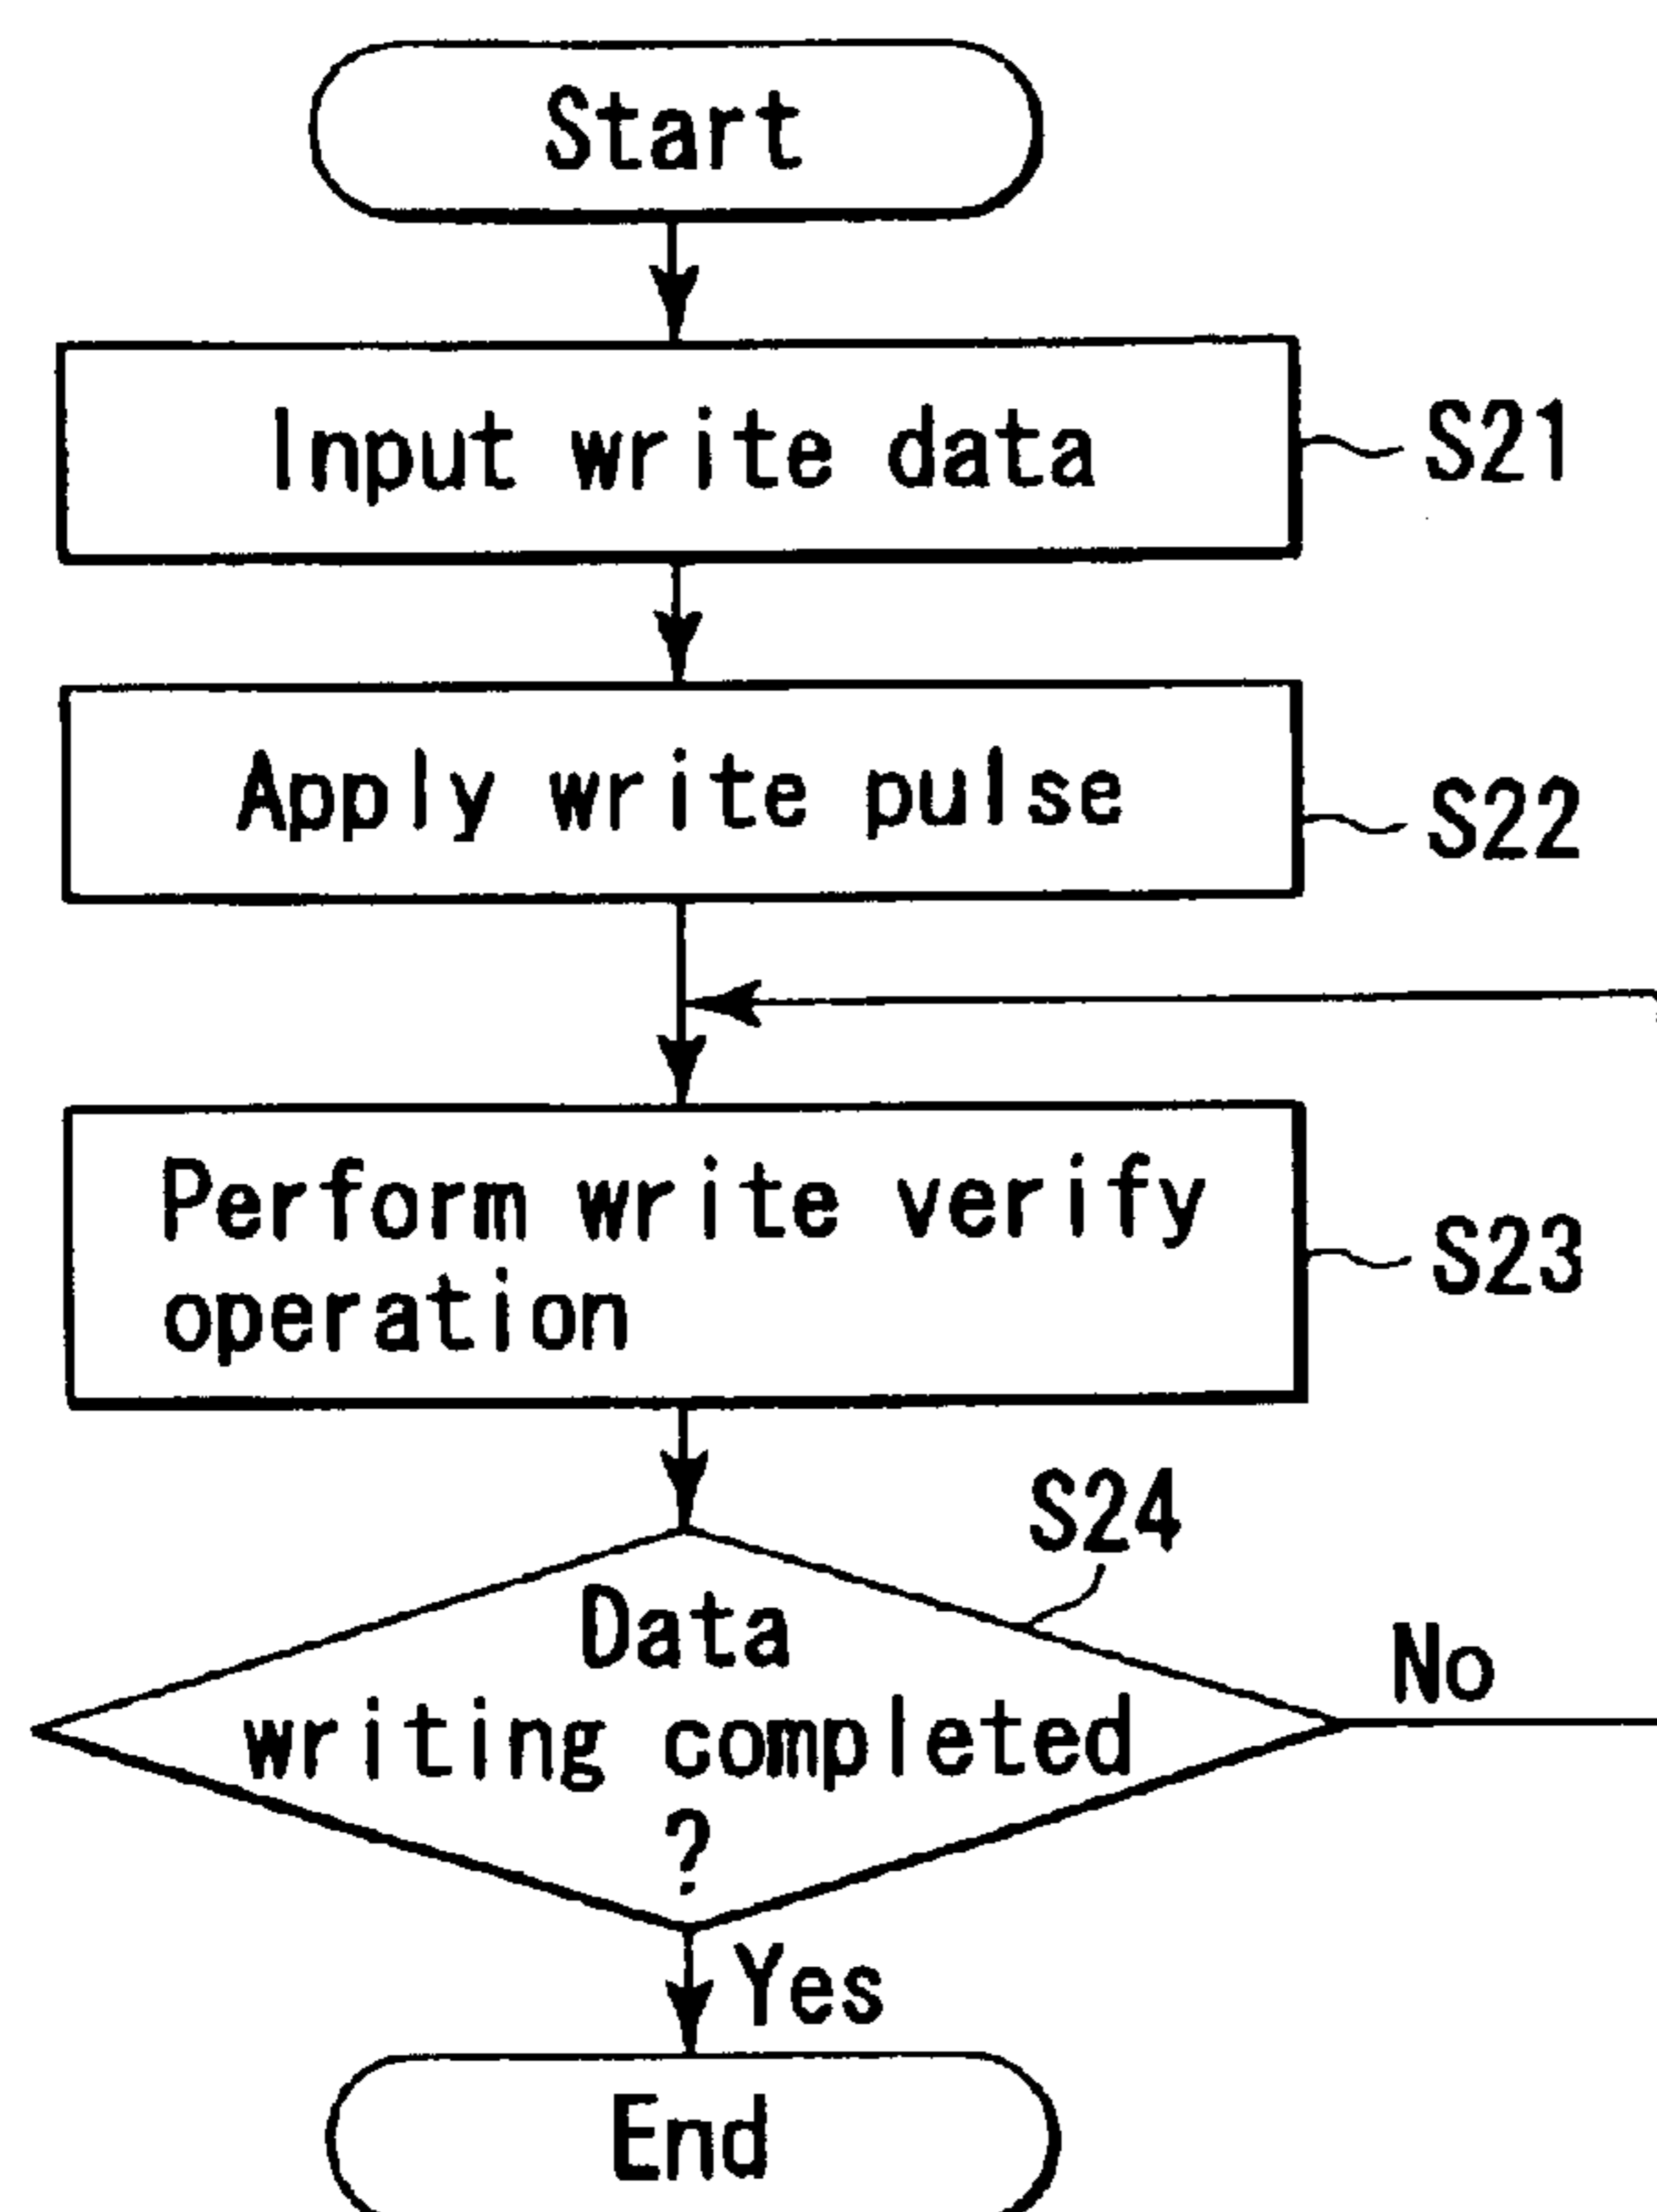 Start
Input write data
S21
Apply write pulse
S22
Perform write verify
operation
S23
S24
Data
writing completed
?
No
Yes
End